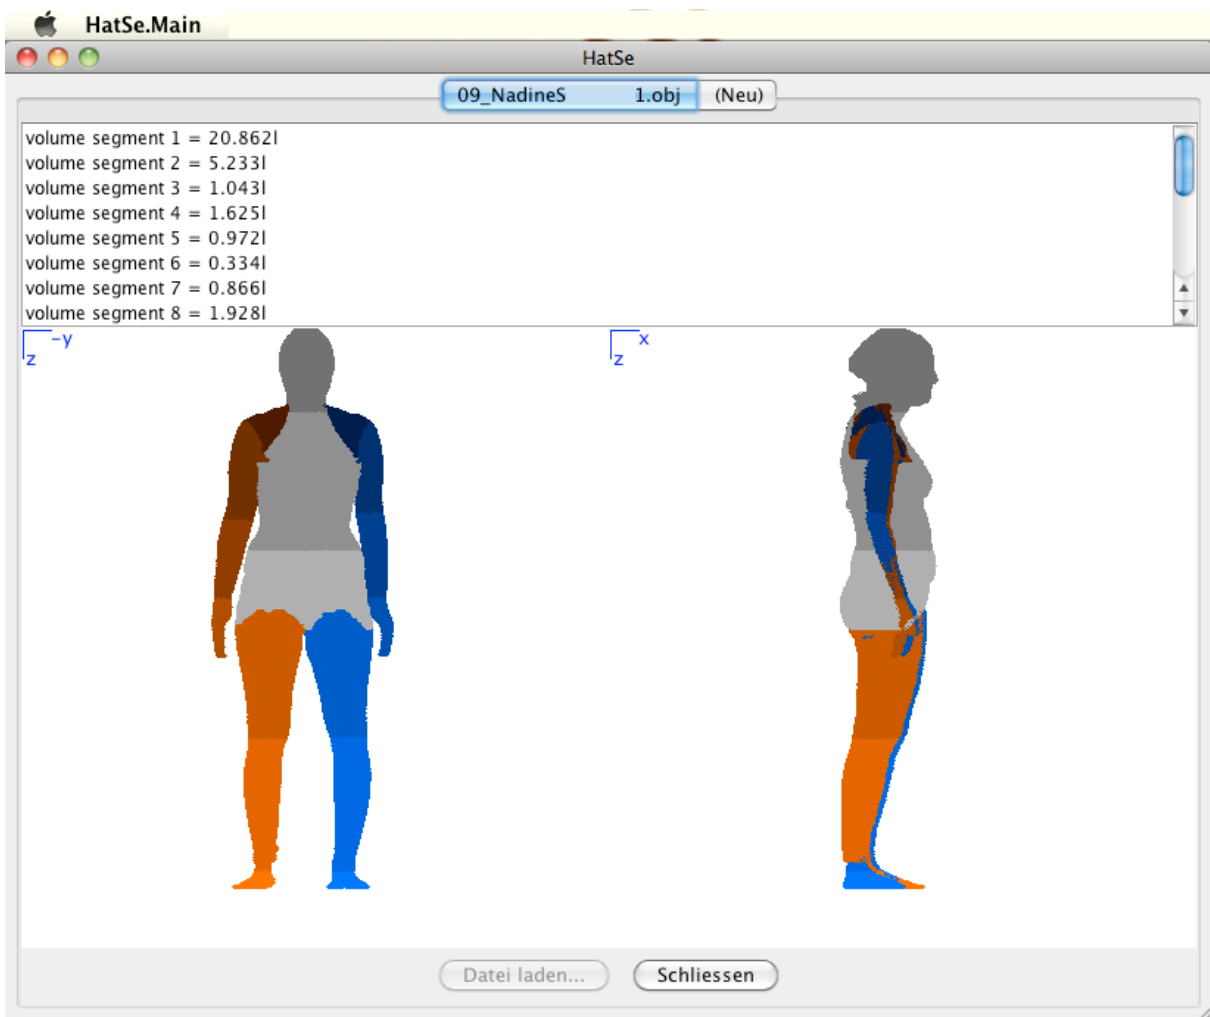 HatSe.Main
HatSe
09_NadineS 1.obj (Neu)
volume segment 1 = 20.862l
volume segment 2 = 5.233l
volume segment 3 = 1.043l
volume segment 4 = 1.625l
volume segment 5 = 0.972l
volume segment 6 = 0.334l
volume segment 7 = 0.866l
volume segment 8 = 1.928l
-y
z
x
z
Datei laden... Schliessen